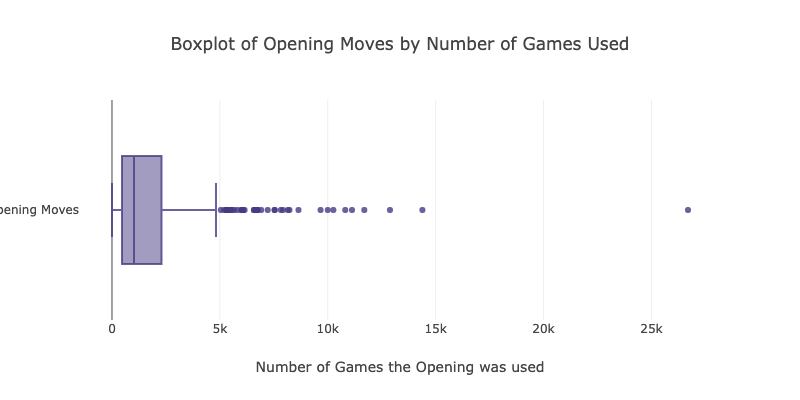 Boxplot of Opening Moves by Number of Games Used
pening Moves
0 5k 10k 15k 20k 25k
Number of Games the Opening was used